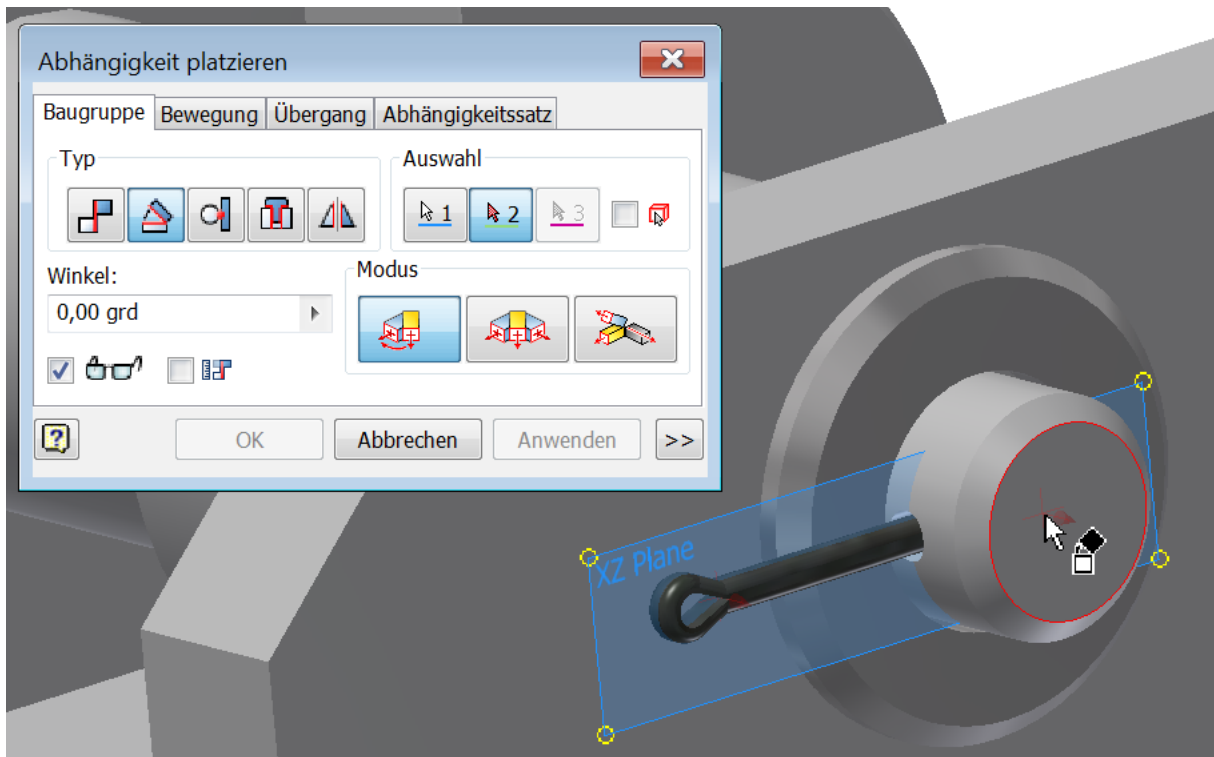 Abhängigkeit platzieren
Baugruppe Bewegung Übergang Abhängigkeitssatz
Typ
Auswahl
1 2 3
Winkel:
Modus
0,00 grd
OK Abbrechen Anwenden >>
XZ Plane